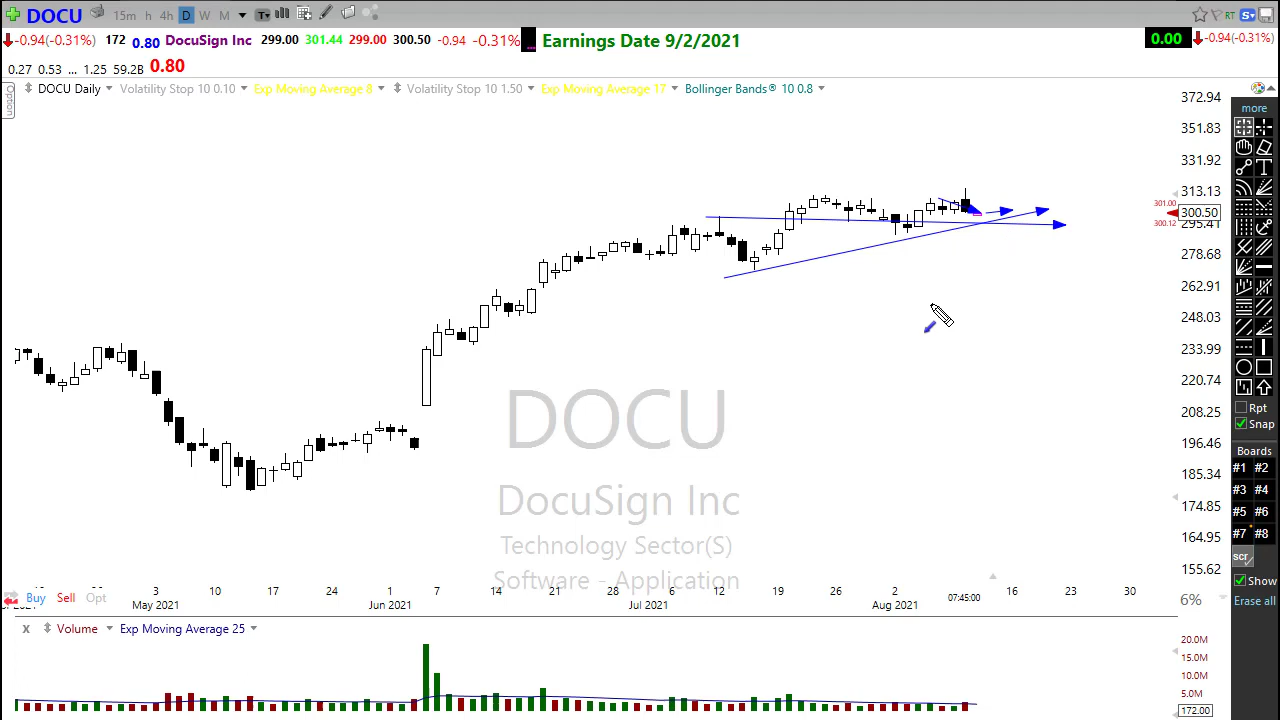 DOCU 15m h 4h D W M T RT S
-0.94(-0.31%) 172 0.80 DocuSign Inc 299.00 301.44 299.00 300.50 -0.94 -0.31% Earnings Date 9/2/2021 0.00 -0.94(-0.31%)
0.27 0.53 ... 1.25 59.2B 0.80
DOCU Daily Volatility Stop 10 0.10 Exp Moving Average 8 Volatility Stop 10 1.50 Exp Moving Average 17 Bollinger Bands® 10 0.8
Option
372.94
351.83
331.92
313.13
301.00
300.50
300.12
295.41
278.68
262.91
248.03
233.99
220.74
208.25
196.46
185.34
174.85
164.95
155.62
more
T
Rpt
Snap
Boards
#1 #2
#3 #4
#5 #6
#7 #8
scr
Show
Erase all
DOCU
DocuSign Inc
Technology Sector(S)
Software - Application
3 10 17 24 Jun 2021 7 14 21 28 6 12 19 26 2 07:45:00 16 23 30
May 2021 Jul 2021 Aug 2021
Buy Sell Opt 6%
x Volume Exp Moving Average 25
20.0M
15.0M
10.0M
5.0M
172.00